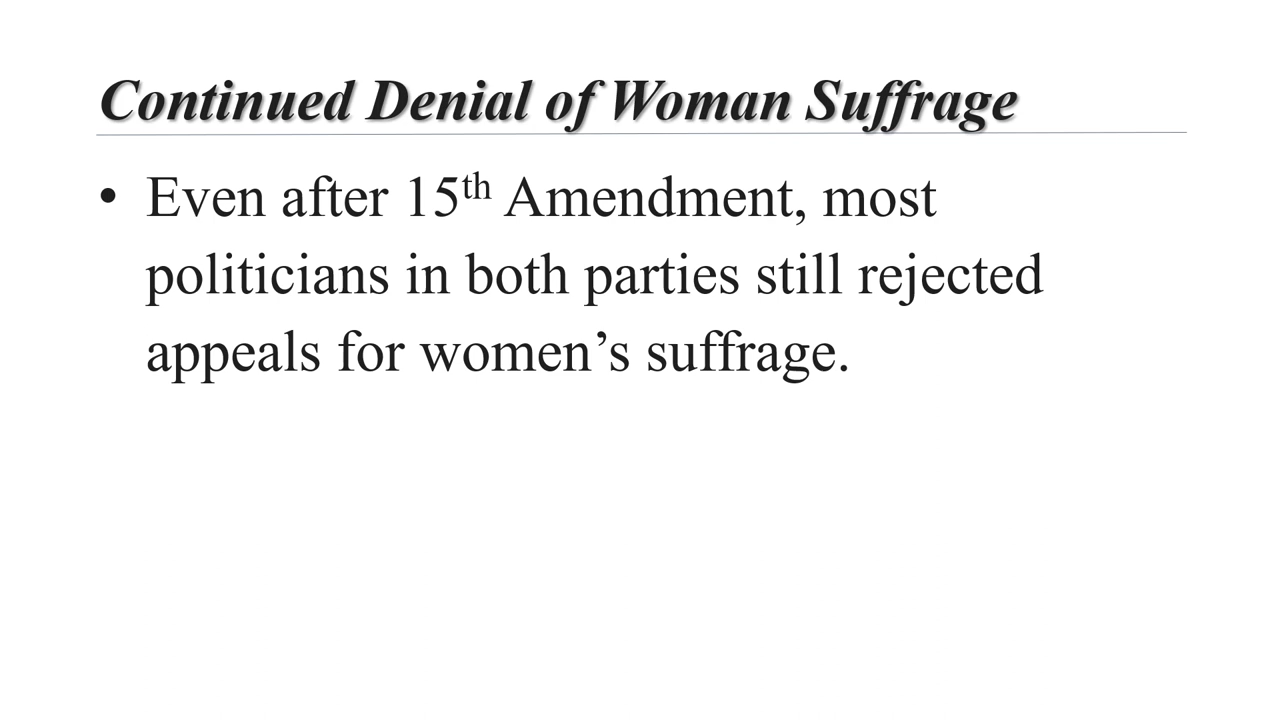 Continued Denial of Woman Suffrage
• Even after 15th Amendment, most
politicians in both parties still rejected
appeals for women’s suffrage.